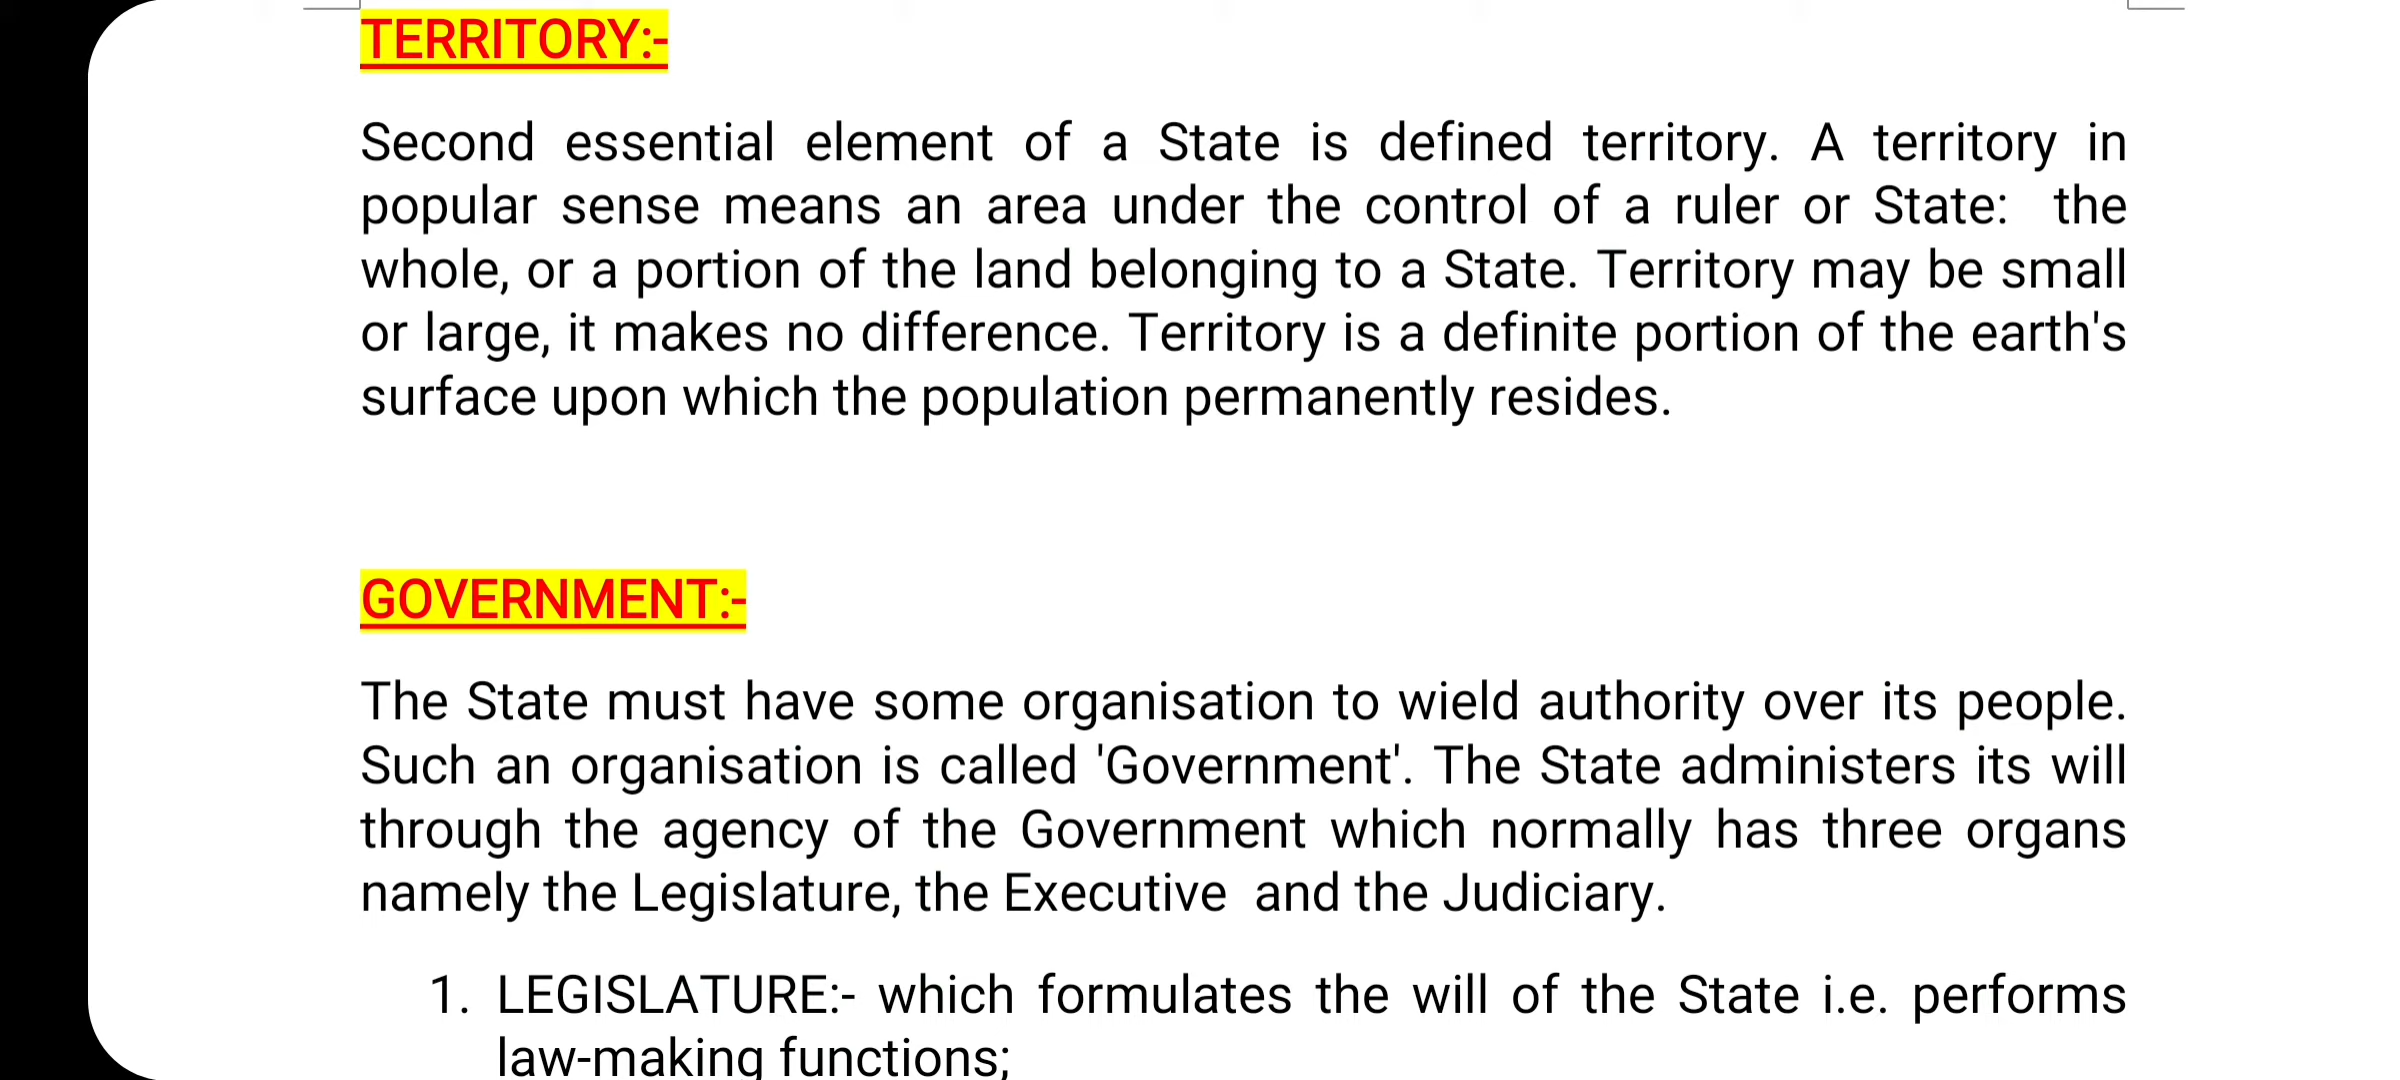 TERRITORY:-
Second essential element of a State is defined territory. A territory in
popular sense means an area under the control of a ruler or State:  the
whole, or a portion of the land belonging to a State. Territory may be small
or large, it makes no difference. Territory is a definite portion of the earth's
surface upon which the population permanently resides.
GOVERNMENT:-
The State must have some organisation to wield authority over its people.
Such an organisation is called 'Government'. The State administers its will
through the agency of the Government which normally has three organs
namely the Legislature, the Executive  and the Judiciary.
1. LEGISLATURE:- which formulates the will of the State i.e. performs
law-making functions;